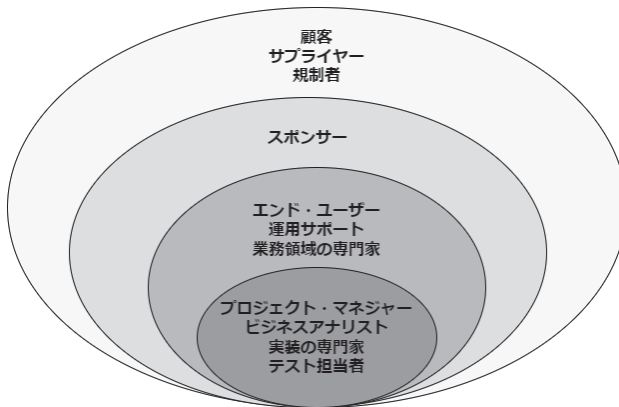 顧客
サプライヤー
規制者
スポンサー
エンド・ユーザー
運用サポート
業務領域の専門家
プロジェクト・マネジャー
ビジネスアナリスト
実装の専門家
テスト担当者